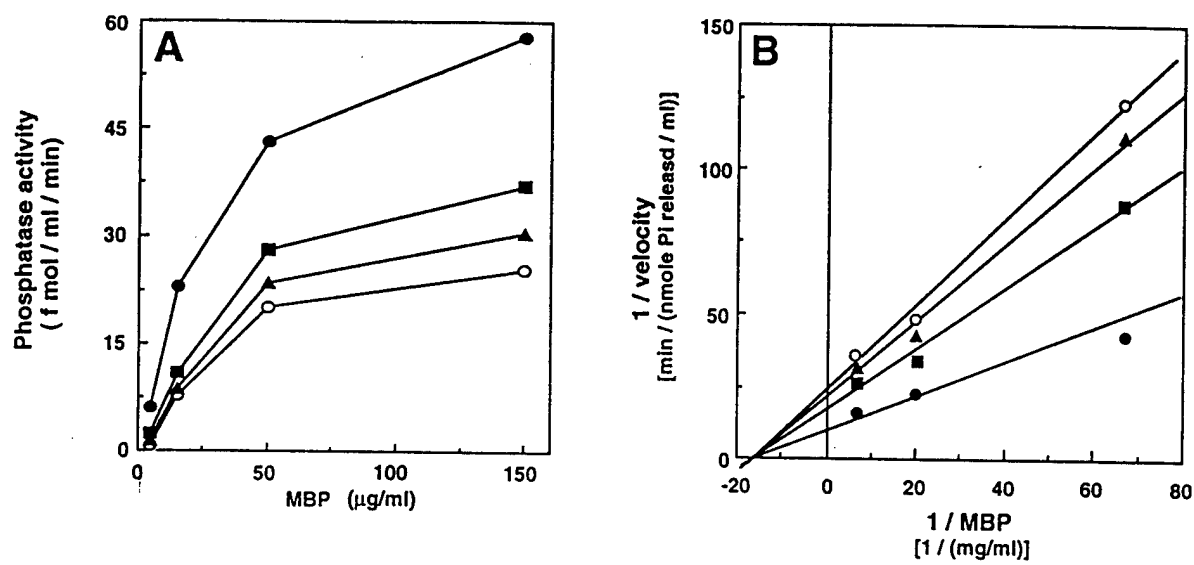 A
60
45
30
15
0
Phosphatase activity
( f mol / ml / min)
0
50
100
150
MBP (µg/ml)
B
150
100
50
0
1 / velocity
[min / (nmole Pi releasd / ml)]
-20
0
20
40
60
80
1 / MBP
[1 / (mg/ml)]